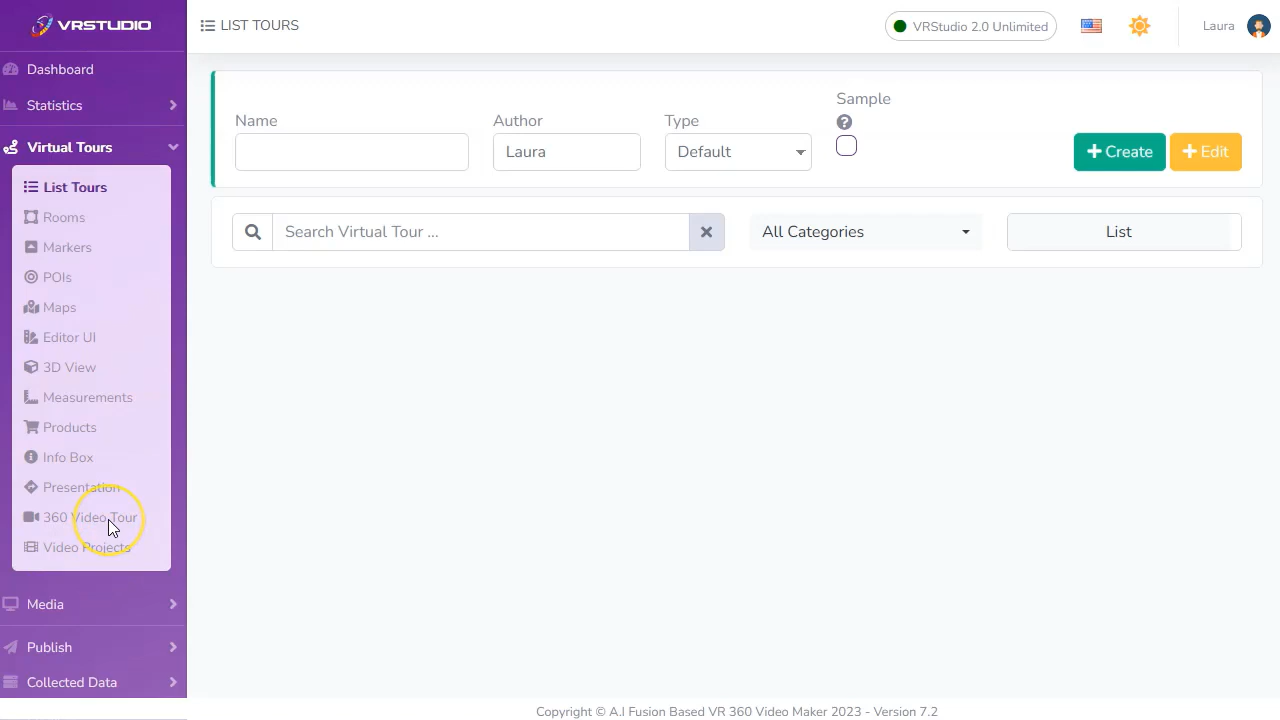 VRSTUDIO
LIST TOURS
VRStudio 2.0 Unlimited
Laura
Dashboard
Statistics
Virtual Tours
List Tours
Rooms
Markers
POIs
Maps
Editor UI
3D View
Measurements
Products
Info Box
Presentation
360 Video Tour
Video Projects
Media
Publish
Collected Data
Name
Author
Laura
Type
Default
Sample
?
+ Create
+ Edit
Search Virtual Tour ...
All Categories
List
Copyright © A.I Fusion Based VR 360 Video Maker 2023 - Version 7.2